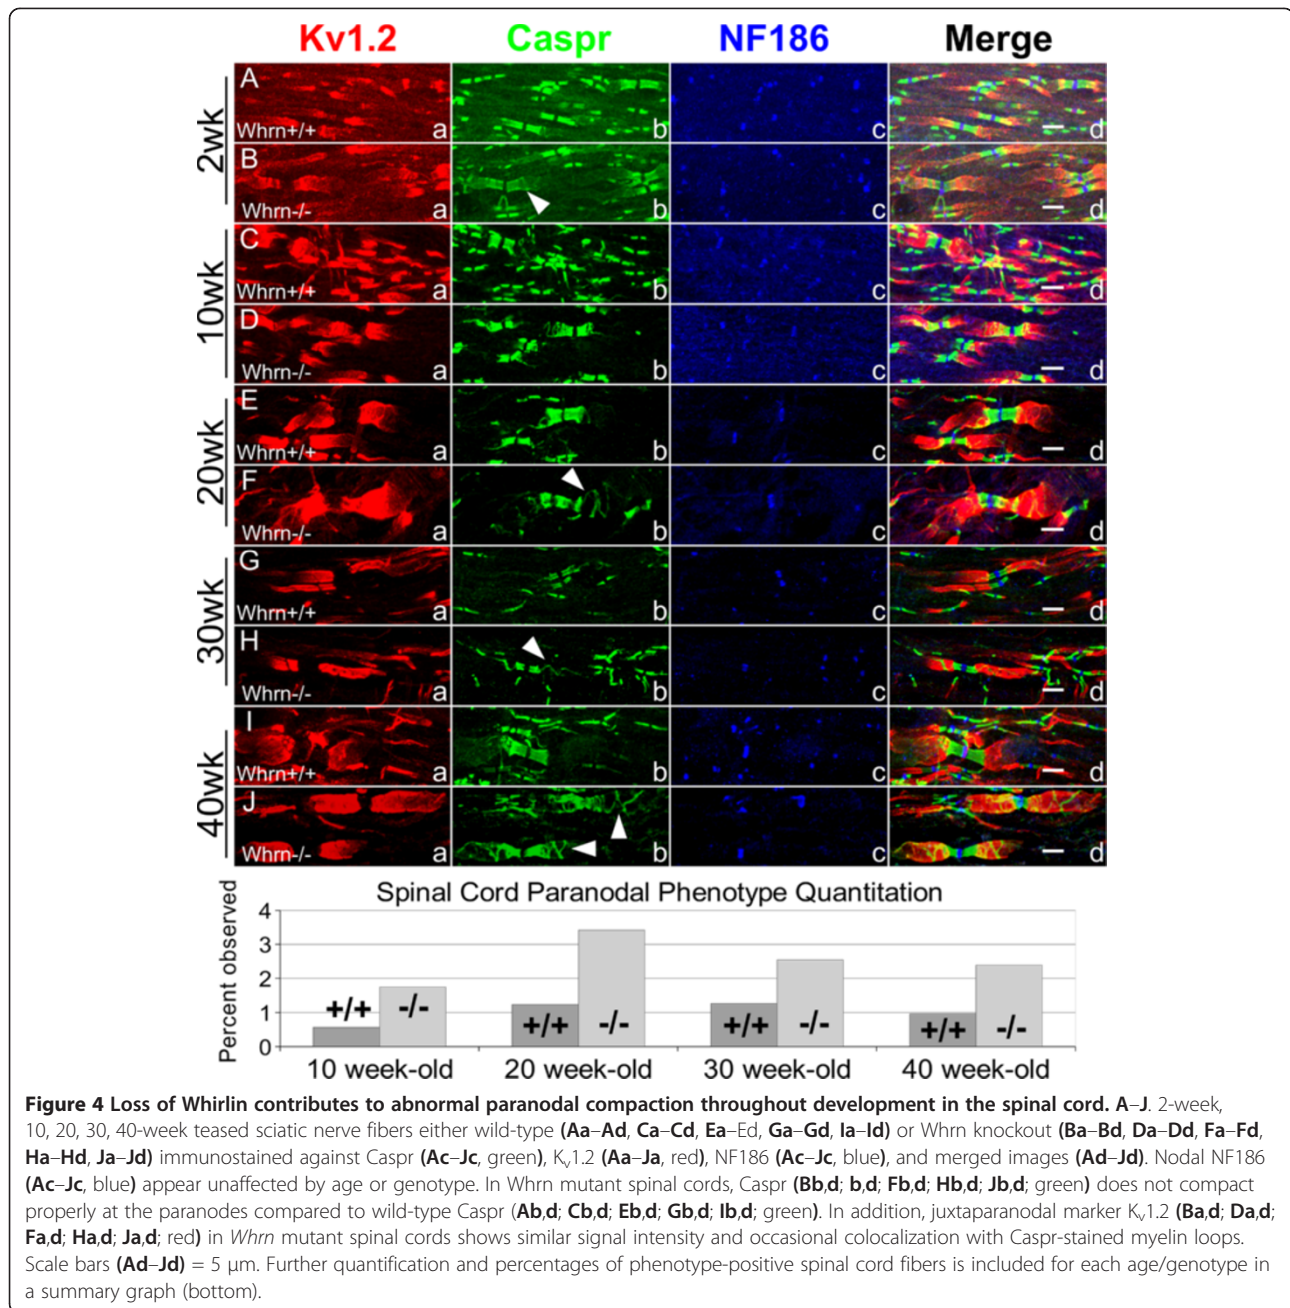 Kv1.2 Caspr NF186 Merge
2wk
A Whrn+/+ a b c d
B Whrn-/- a b c d
10wk
C Whrn+/+ a b c d
D Whrn-/- a b c d
20wk
E Whrn+/+ a b c d
F Whrn-/- a b c d
30wk
G Whrn+/+ a b c d
H Whrn-/- a b c d
40wk
I Whrn+/+ a b c d
J Whrn-/- a b c d
Spinal Cord Paranodal Phenotype Quantitation
Percent observed
4
3
2
1
0
+/+ -/- +/+ -/- +/+ -/- +/+ -/-
10 week-old 20 week-old 30 week-old 40 week-old
Figure 4 Loss of Whirlin contributes to abnormal paranodal compaction throughout development in the spinal cord. A–J. 2-week,
10, 20, 30, 40-week teased sciatic nerve fibers either wild-type (Aa–Ad, Ca–Cd, Ea–Ed, Ga–Gd, Ia–Id) or Whrn knockout (Ba–Bd, Da–Dd, Fa–Fd,
Ha–Hd, Ja–Jd) immunostained against Caspr (Ac–Jc, green), Kv1.2 (Aa–Ja, red), NF186 (Ac–Jc, blue), and merged images (Ad–Jd). Nodal NF186
(Ac–Jc, blue) appear unaffected by age or genotype. In Whrn mutant spinal cords, Caspr (Bb,d; b,d; Fb,d; Hb,d; Jb,d; green) does not compact
properly at the paranodes compared to wild-type Caspr (Ab,d; Cb,d; Eb,d; Gb,d; Ib,d; green). In addition, juxtaparanodal marker Kv1.2 (Ba,d; Da,d;
Fa,d; Ha,d; Ja,d; red) in Whrn mutant spinal cords shows similar signal intensity and occasional colocalization with Caspr-stained myelin loops.
Scale bars (Ad–Jd) = 5 μm. Further quantification and percentages of phenotype-positive spinal cord fibers is included for each age/genotype in
a summary graph (bottom).